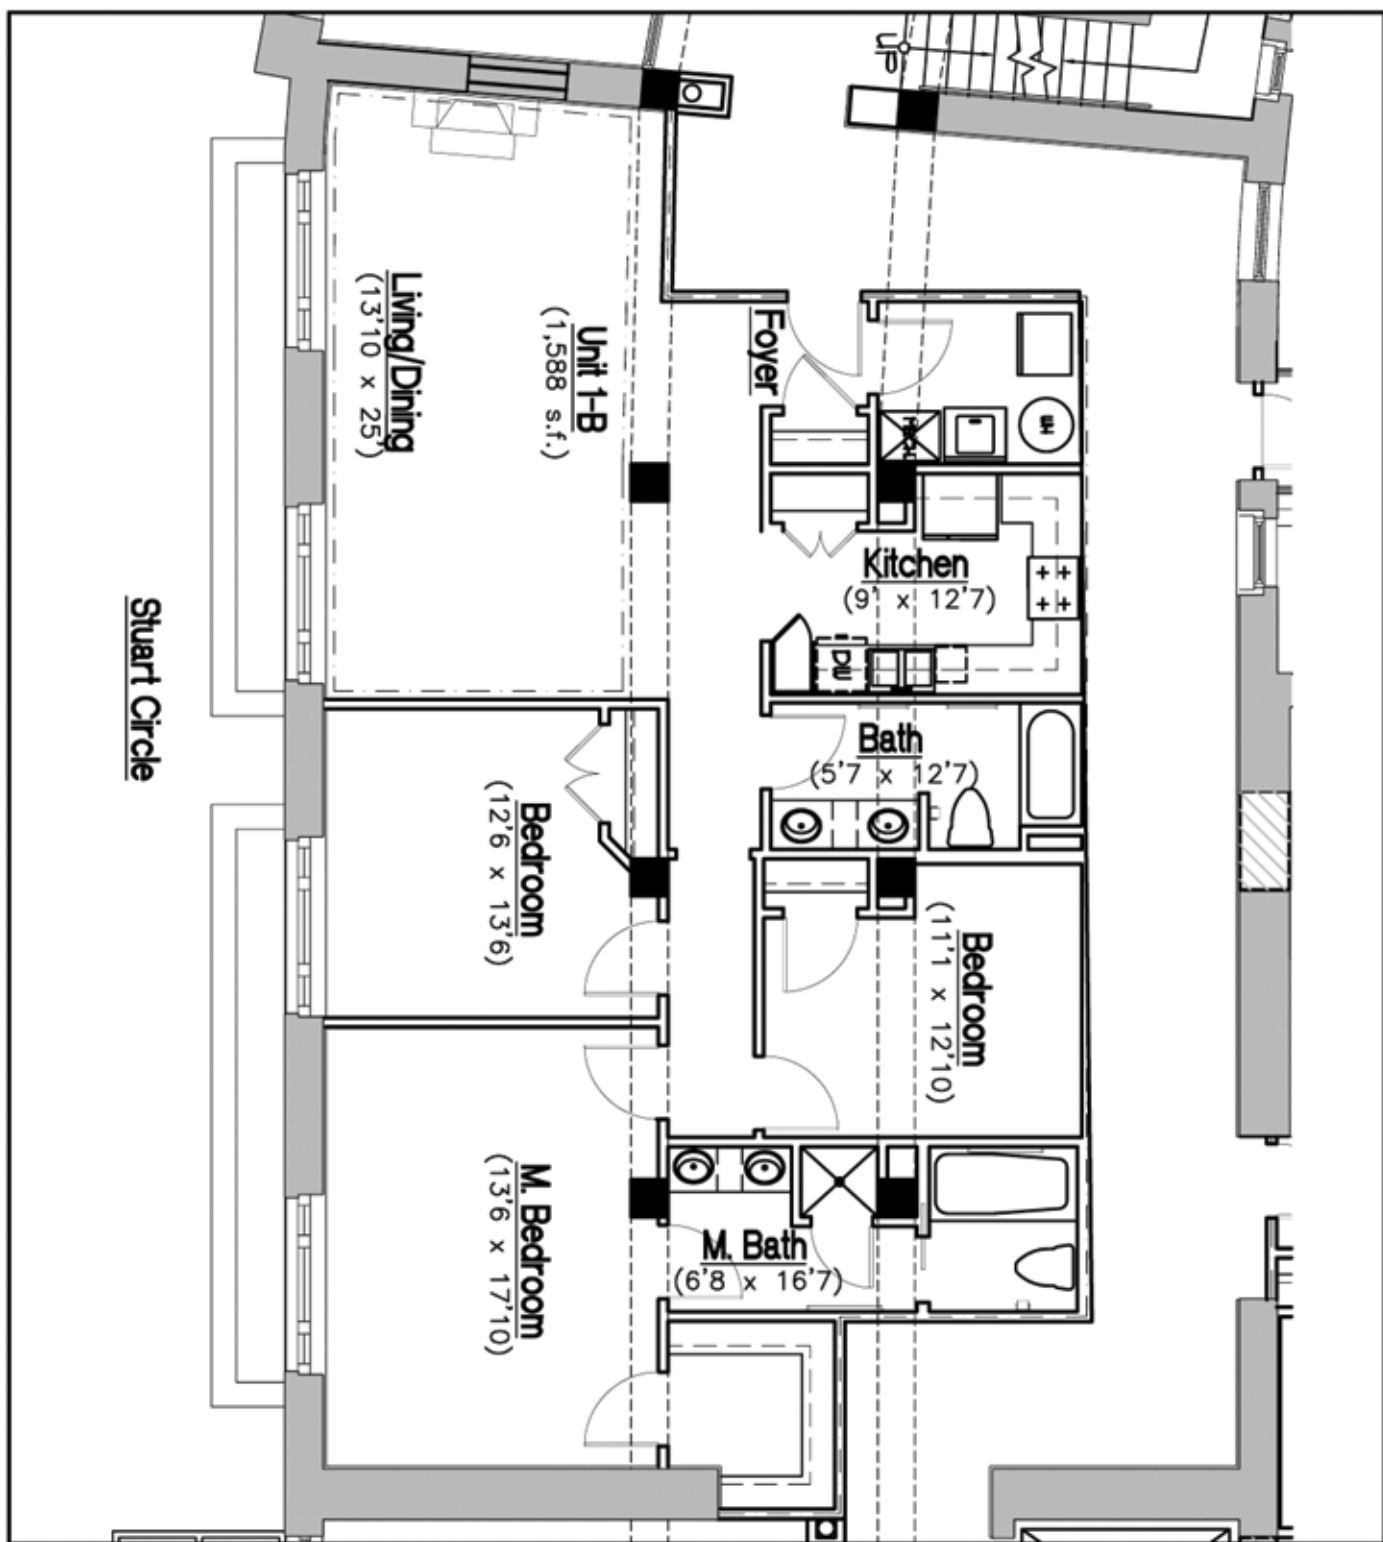 up
Living/Dining
(13'10 x 25')
Unit 1-B
(1,588 s.f.)
Foyer
WH
Kitchen
(9' x 12'7)
DW
Stuart Circle
Bath
(5'7 x 12'7)
Bedroom
(12'6 x 13'6)
Bedroom
(11'1 x 12'10)
M. Bedroom
(13'6 x 17'10)
M. Bath
(6'8 x 16'7)